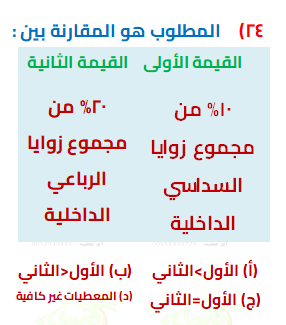 ٢٤) المطلوب هو المقارنة بين :
القيمة الأولى القيمة الثانية
١٠% من
مجموع زوايا
السداسي
الداخلية
٢٠% من
مجموع زوايا
الرباعي
الداخلية
(أ) الأول>الثاني (ب) الأول<الثاني
(ج) الأول=الثاني (د) المعطيات غير كافية